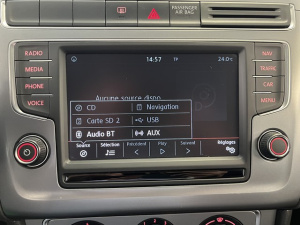 PASSENGER
AIR BAG
RADIO
MEDIA
PHONE
VOICE
NAV
TRAFFIC
CAR
MENU
14:57
TP
24.0
Aucune source dispo
CD
Navigation
Carte SD 2
USB
Audio BT
AUX
Source
Sélection
Précédent
Play
Suivant
Réglages